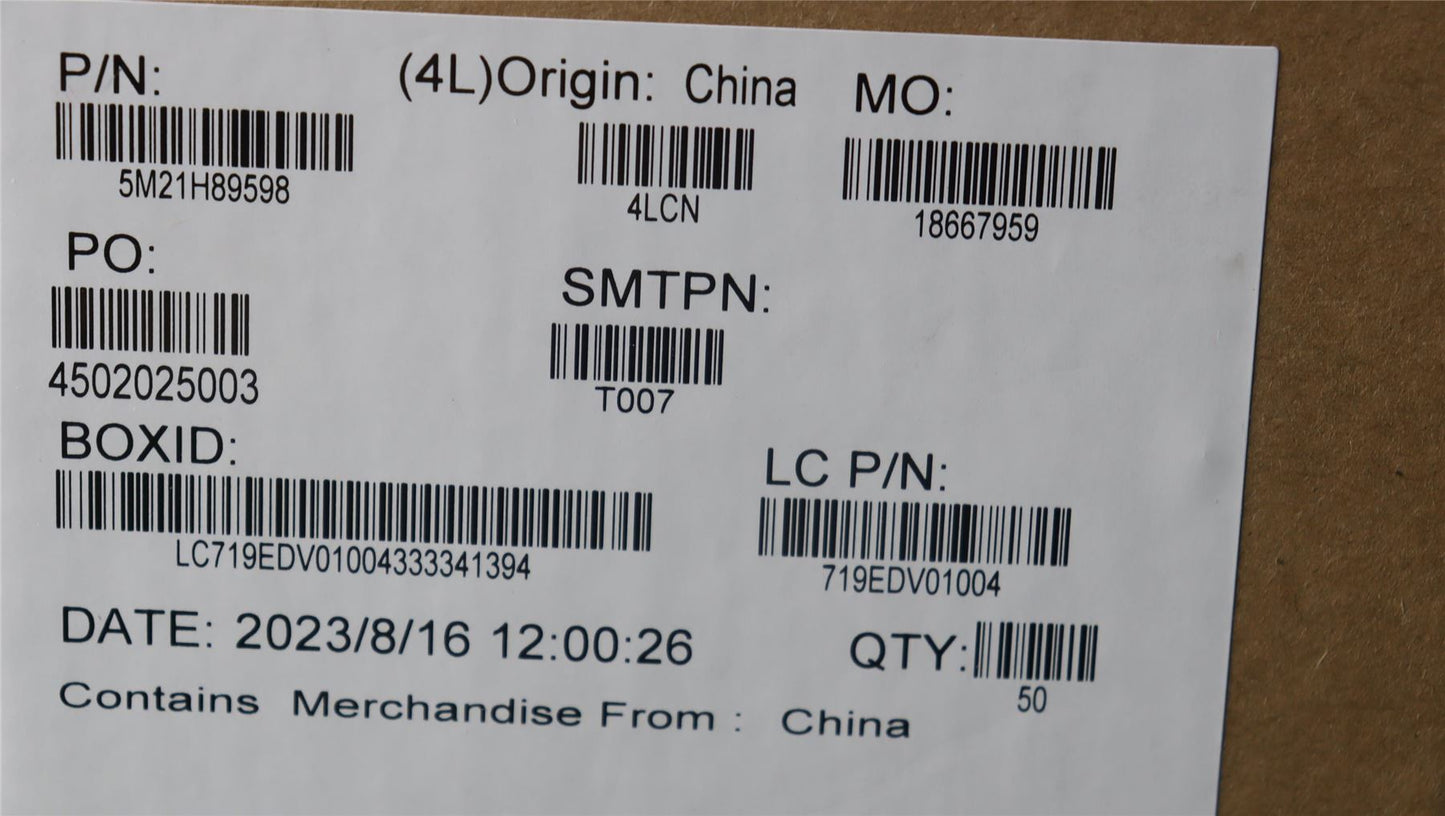 P/N: (4L)Origin: China MO:
5M21H89598 4LCN 18667959
PO: SMTPN:
4502025003 T007
BOXID: LC P/N:
LC719EDV01004333341394 719EDV01004
DATE: 2023/8/16 12:00:26 QTY:
50
Contains Merchandise From : China